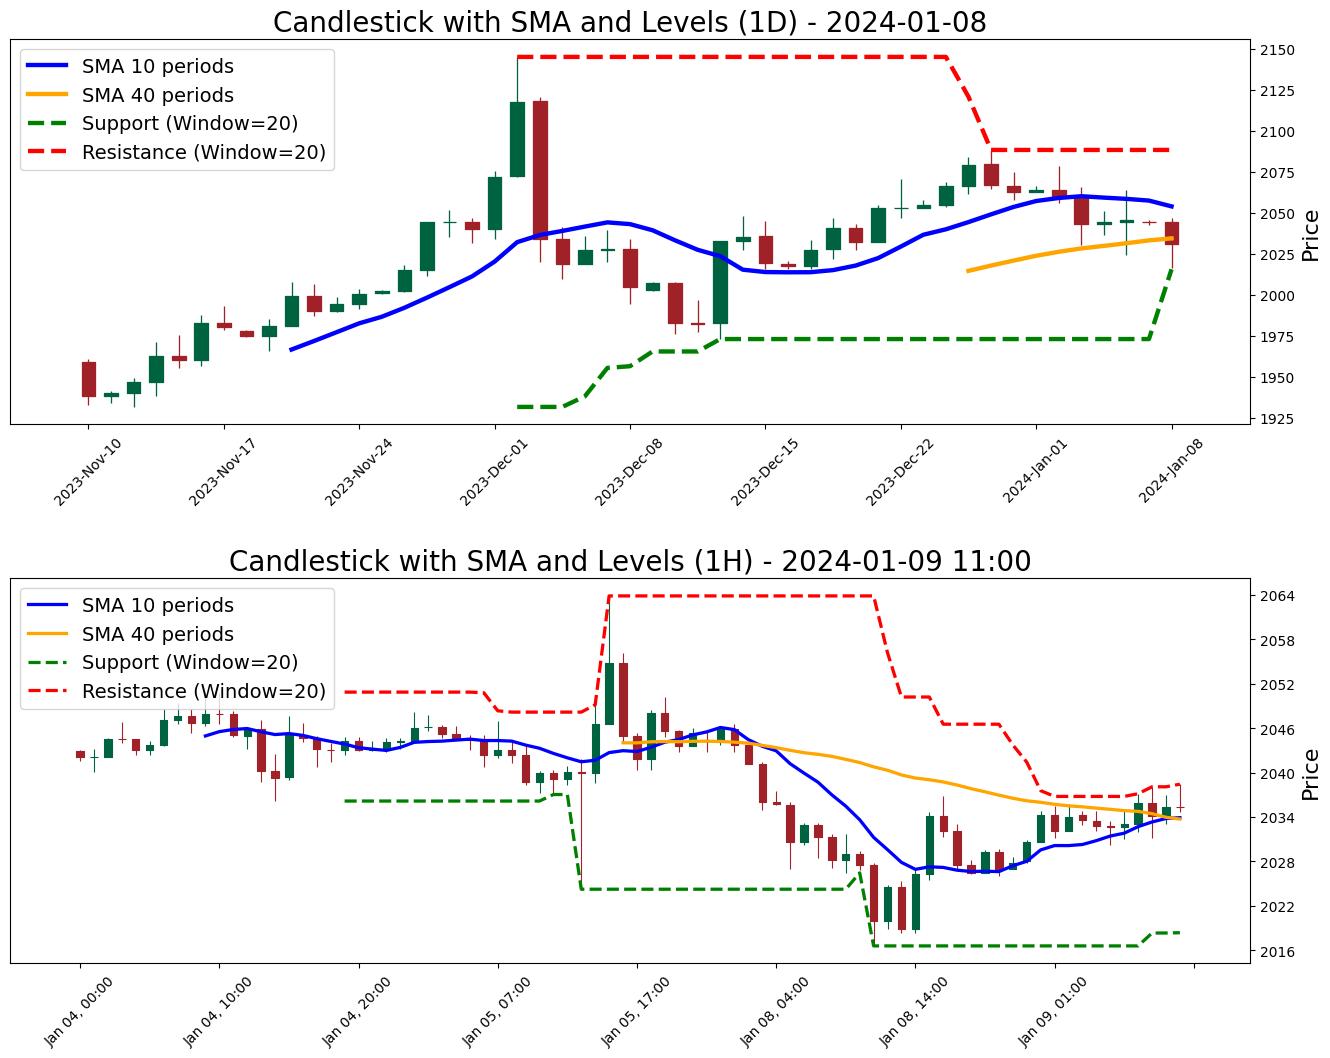 Candlestick with SMA and Levels (1D) - 2024-01-08
SMA 10 periods
SMA 40 periods
Support (Window=20)
Resistance (Window=20)
2150
2125
2100
2075
2050
2025
2000
1975
1950
1925
Price
2023-Nov-10
2023-Nov-17
2023-Nov-24
2023-Dec-01
2023-Dec-08
2023-Dec-15
2023-Dec-22
2024-Jan-01
2024-Jan-08
Candlestick with SMA and Levels (1H) - 2024-01-09 11:00
SMA 10 periods
SMA 40 periods
Support (Window=20)
Resistance (Window=20)
2064
2058
2052
2046
2040
2034
2028
2022
2016
Price
Jan 04, 00:00
Jan 04, 10:00
Jan 04, 20:00
Jan 05, 07:00
Jan 05, 17:00
Jan 08, 04:00
Jan 08, 14:00
Jan 09, 01:00